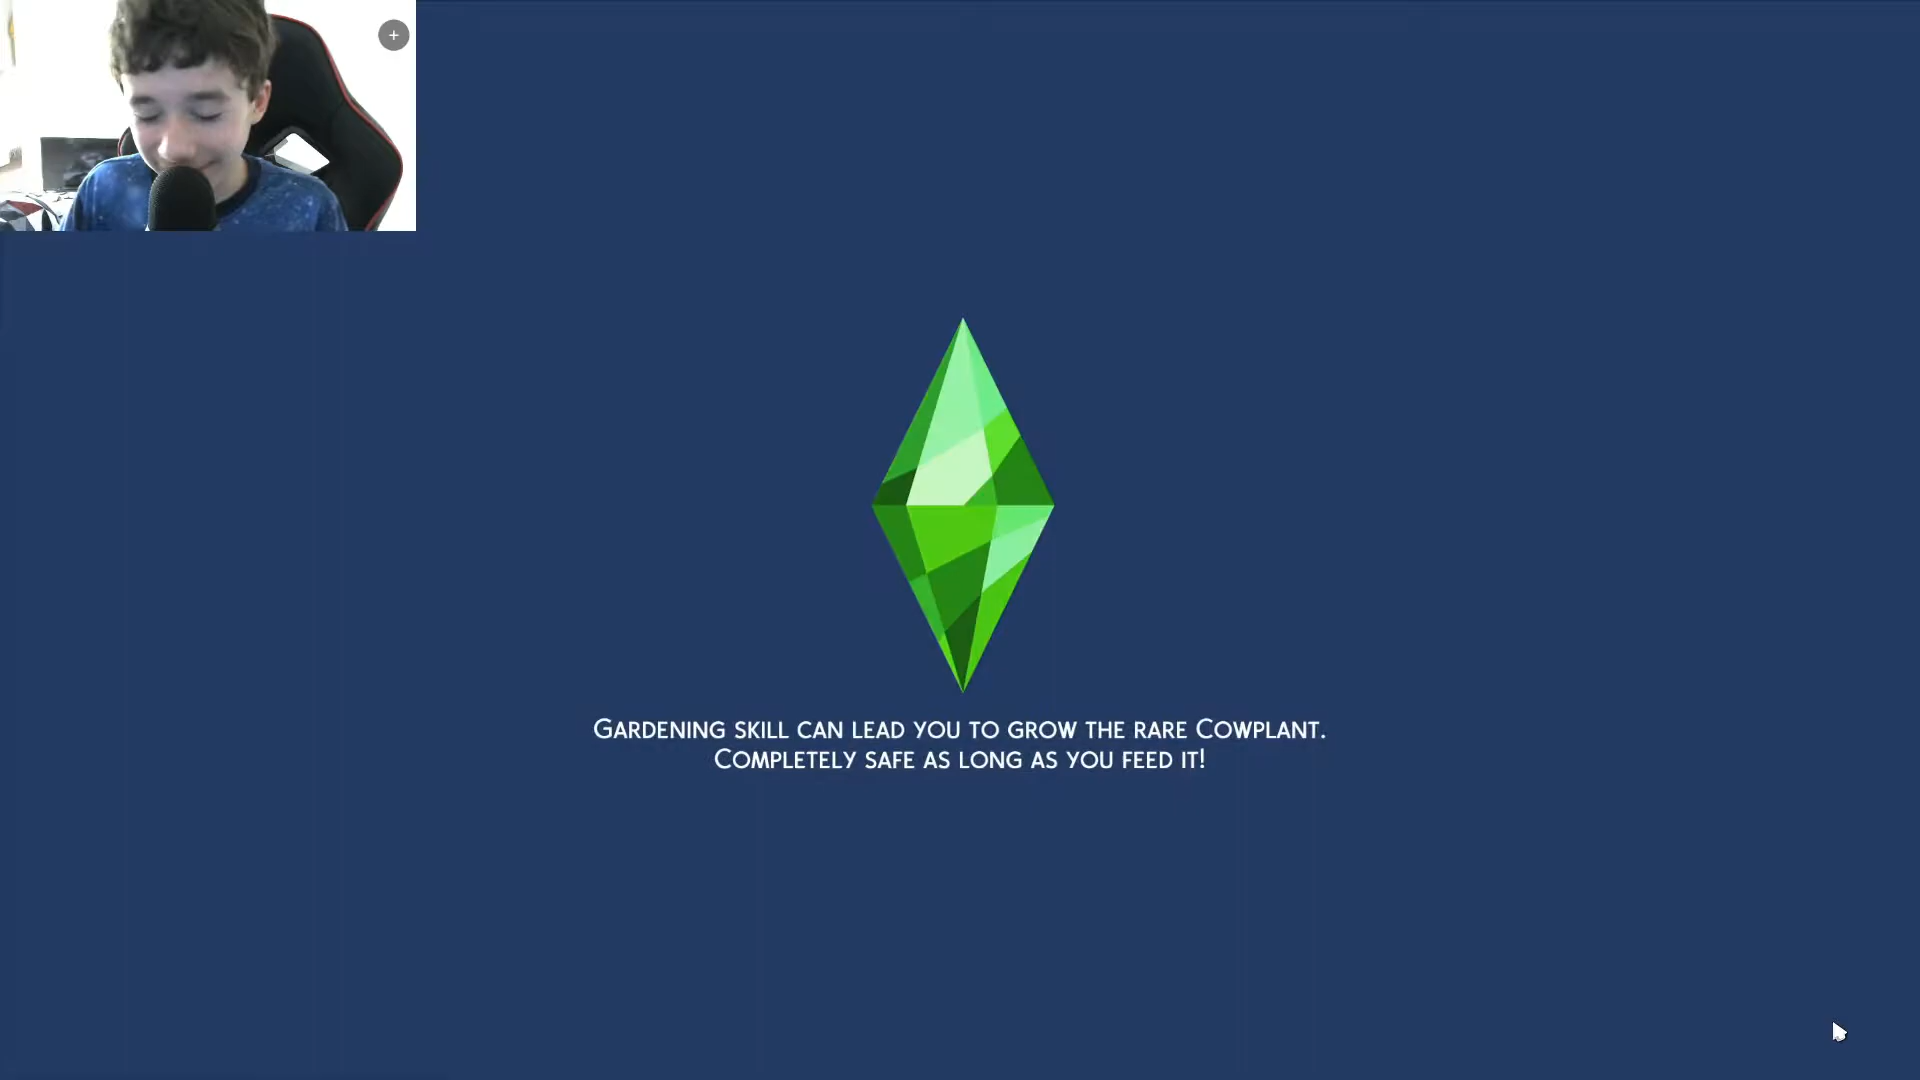 Gardening skill can lead you to grow the rare Cowplant.
Completely safe as long as you feed it!